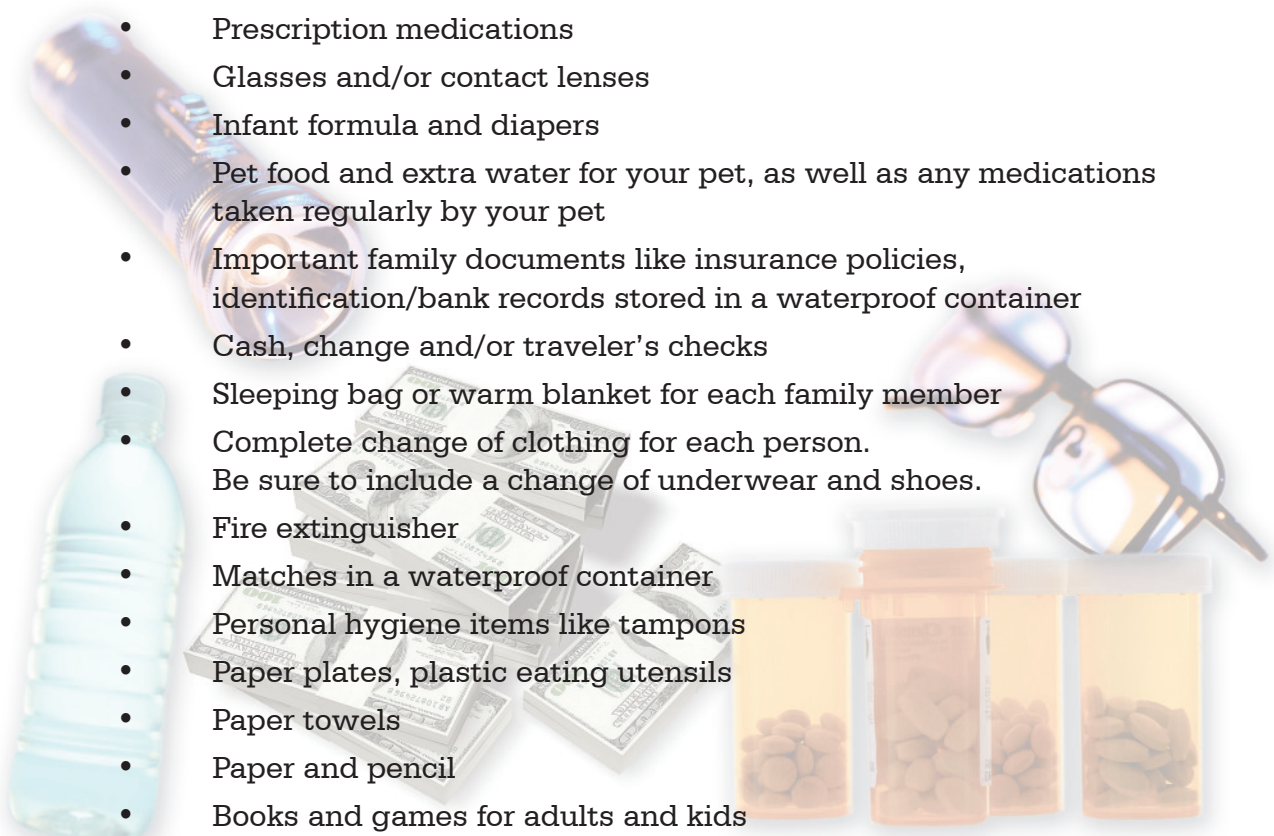 • Prescription medications
• Glasses and/or contact lenses
• Infant formula and diapers
• Pet food and extra water for your pet, as well as any medications
taken regularly by your pet
• Important family documents like insurance policies,
identification/bank records stored in a waterproof container
• Cash, change and/or traveler’s checks
• Sleeping bag or warm blanket for each family member
• Complete change of clothing for each person.
Be sure to include a change of underwear and shoes.
• Fire extinguisher
• Matches in a waterproof container
• Personal hygiene items like tampons
• Paper plates, plastic eating utensils
• Paper towels
• Paper and pencil
• Books and games for adults and kids